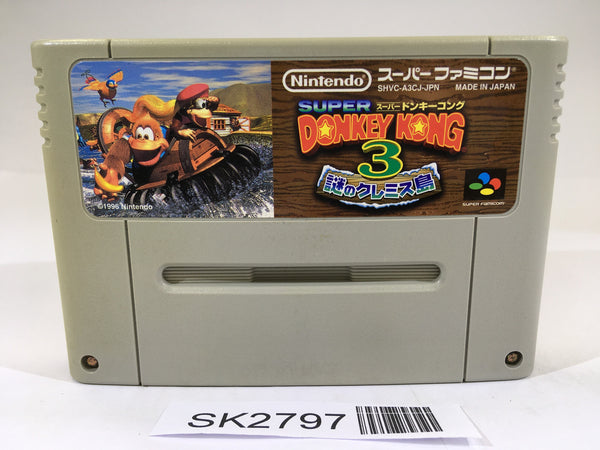 Nintendo
スーパーファミコン®
SHVC-A3CJ-JPN
MADE IN JAPAN
SUPER
スーパードンキーコング
DONKEY KONG
3
謎のクレミス島
©1996 Nintendo
SUPER FAMICOM
SK2797